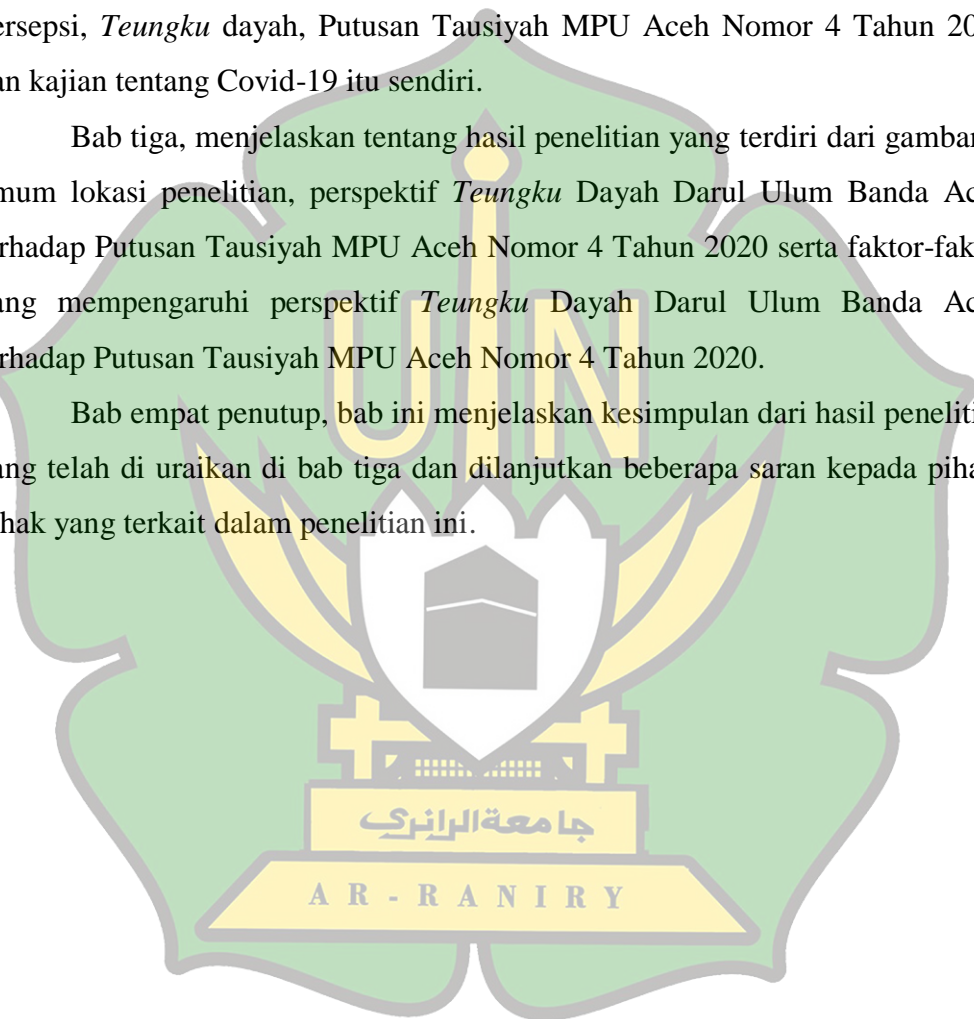 ersepsi, Teungku dayah, Putusan Tausiyah MPU Aceh Nomor 4 Tahun 20
an kajian tentang Covid-19 itu sendiri.
Bab tiga, menjelaskan tentang hasil penelitian yang terdiri dari gambar
mum lokasi penelitian, perspektif Teungku Dayah Darul Ulum Banda Ac
rhadap Putusan Tausiyah MPU Aceh Nomor 4 Tahun 2020 serta faktor-fak
ang mempengaruhi perspektif Teungku Dayah Darul Ulum Banda Ac
rhadap Putusan Tausiyah MPU Aceh Nomor 4 Tahun 2020.
Bab empat penutup, bab ini menjelaskan kesimpulan dari hasil peneliti
ang telah di uraikan di bab tiga dan dilanjutkan beberapa saran kepada piha
hak yang terkait dalam penelitian ini.
UIN
جامعة الرانري
AR-RANIRY